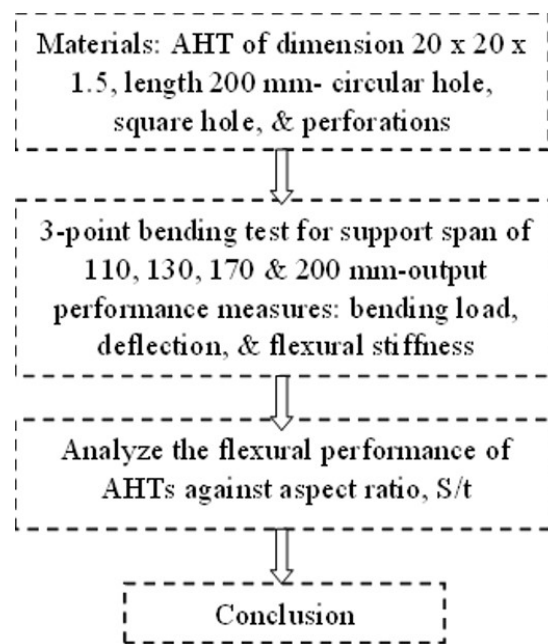 Materials: AHT of dimension 20 x 20 x
1.5, length 200 mm- circular hole,
square hole, & perforations
3-point bending test for support span of
110, 130, 170 & 200 mm-output
performance measures: bending load,
deflection, & flexural stiffness
Analyze the flexural performance of
AHTs against aspect ratio, S/t
Conclusion